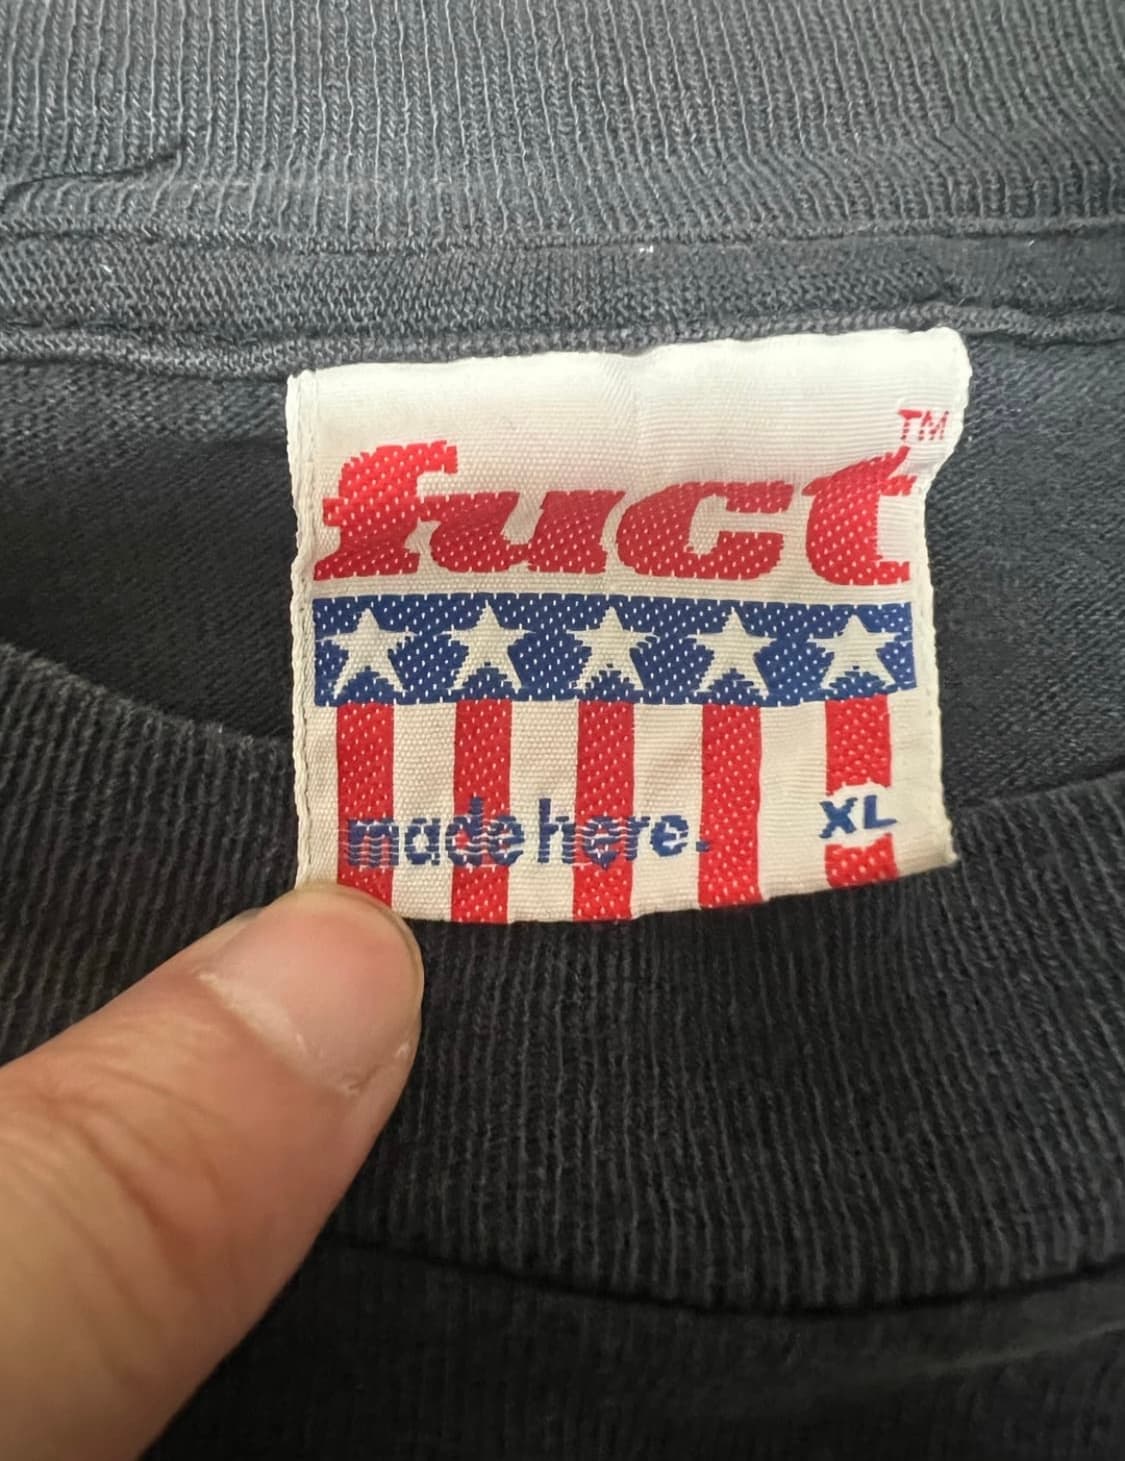 fuct™
made here.
XL